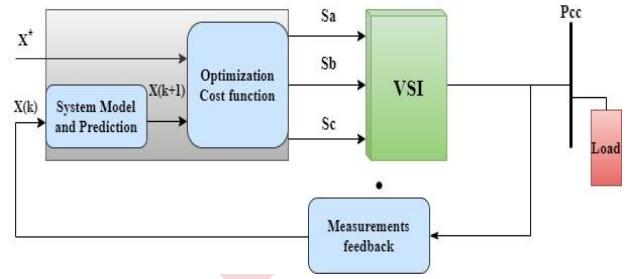 X*
X(k)
System Model
and Prediction
X(k+1)
Optimization
Cost function
Sa
Sb
Sc
VSI
Pcc
Load
Measurements
feedback